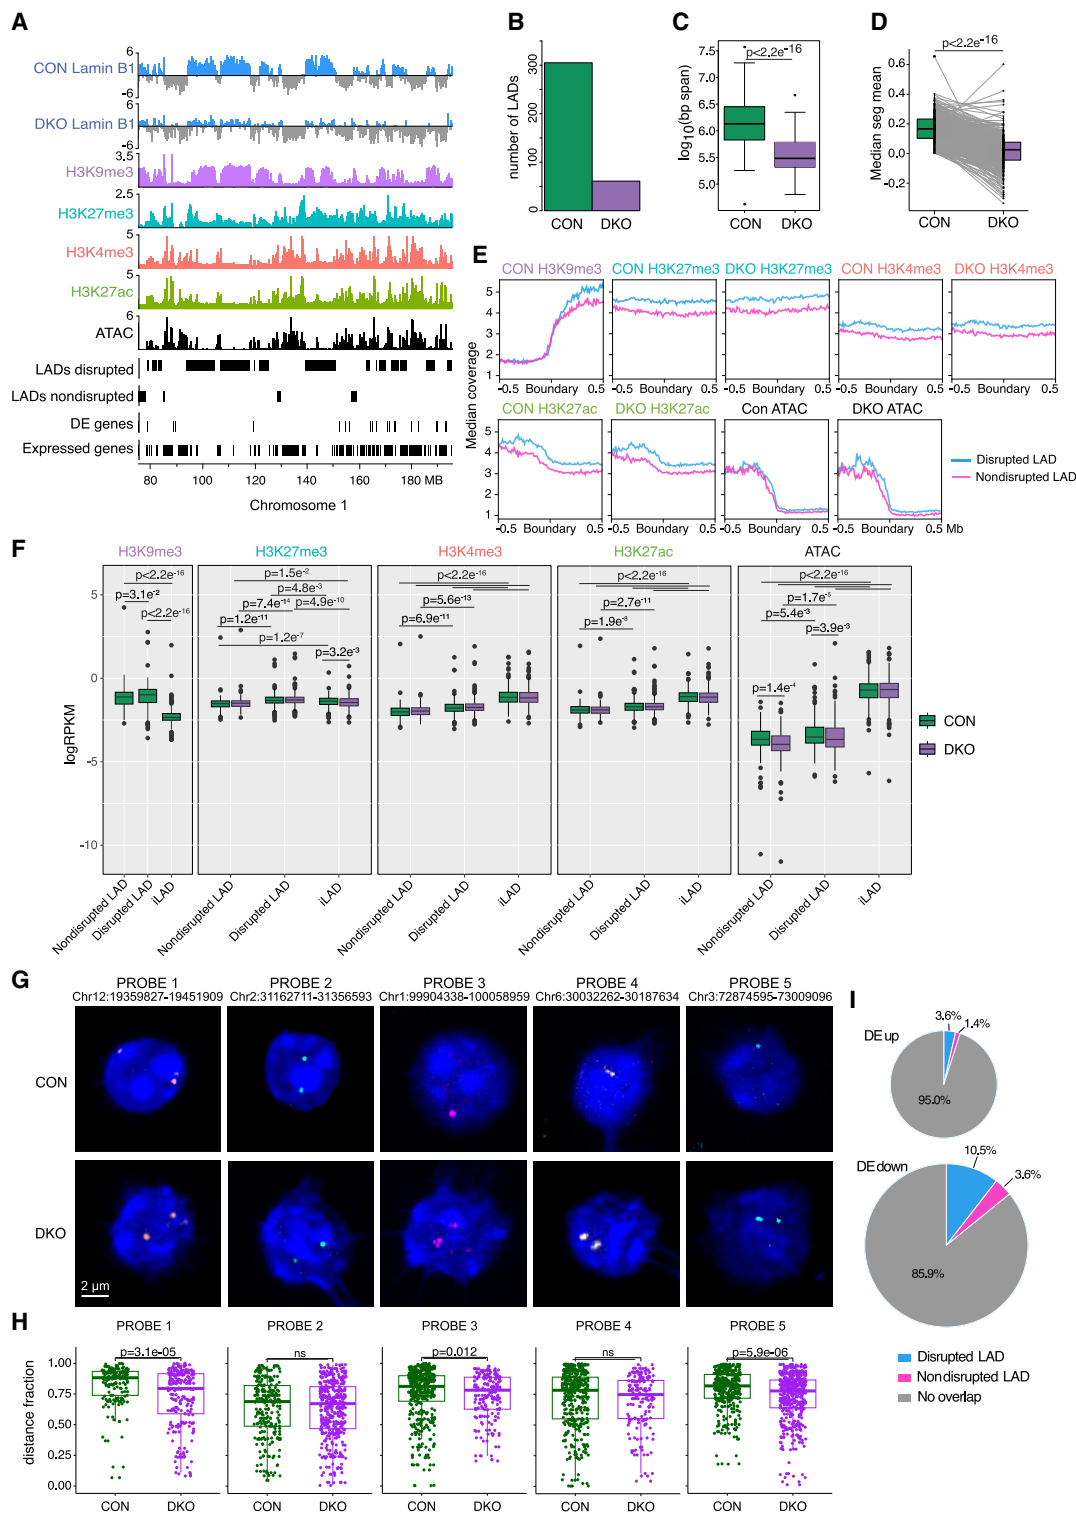 A
CON Lamin B1
6
-6
DKO Lamin B1
6
-6
H3K9me3
3.5
H3K27me3
2.5
H3K4me3
5
H3K27ac
5
ATAC
6
LADs disrupted
LADs nondisrupted
DE genes
Expressed genes
80 100 120 140 160 180 MB
Chromosome 1
B
number of LADs
300
200
100
0
CON DKO
C
log10(bp span)
p<2.2e-16
7.5
7.0
6.5
6.0
5.5
5.0
CON DKO
D
Median seg mean
p<2.2e-16
0.6
0.4
0.2
0.0
-0.2
CON DKO
E
Median coverage
CON H3K9me3 CON H3K27me3 DKO H3K27me3 CON H3K4me3 DKO H3K4me3
5
4
3
2
1
-0.5 Boundary 0.5 -0.5 Boundary 0.5 -0.5 Boundary 0.5 -0.5 Boundary 0.5 -0.5 Boundary 0.5
CON H3K27ac DKO H3K27ac Con ATAC DKO ATAC
5
4
3
2
1
-0.5 Boundary 0.5 -0.5 Boundary 0.5 -0.5 Boundary 0.5 -0.5 Boundary 0.5 Mb
Disrupted LAD
Nondisrupted LAD
F
H3K9me3 H3K27me3 H3K4me3 H3K27ac ATAC
logRPKM
5
0
-5
-10
p<2.2e-16
p=3.1e-2
p<2.2e-16
p=1.5e-2
p=4.8e-3
p=7.4e-14 p=4.9e-10
p=1.2e-11
p=1.2e-7
p=3.2e-3
p<2.2e-16
p=5.6e-13
p=6.9e-11
p<2.2e-16
p=2.7e-11
p=1.9e-8
p<2.2e-16
p=1.7e-5
p=5.4e-3
p=3.9e-3
p=1.4e-4
CON
DKO
Nondisrupted LAD Disrupted LAD iLAD
Nondisrupted LAD Disrupted LAD iLAD
Nondisrupted LAD Disrupted LAD iLAD
Nondisrupted LAD Disrupted LAD iLAD
Nondisrupted LAD Disrupted LAD iLAD
G
PROBE 1 PROBE 2 PROBE 3 PROBE 4 PROBE 5
Chr12:19359827-19451909 Chr2:31162711-31356593 Chr1:99904338-100058959 Chr6:30032262-30187634 Chr3:72874595-73009096
CON
DKO
2 μm
H
PROBE 1 PROBE 2 PROBE 3 PROBE 4 PROBE 5
p=3.1e-05 ns p=0.012 ns p=5.9e-06
distance fraction
1.00
0.75
0.50
0.25
0.00
CON DKO CON DKO CON DKO CON DKO CON DKO
I
DE up
3.6%
1.4%
95.0%
DE down
10.5%
3.6%
85.9%
Disrupted LAD
Nondisrupted LAD
No overlap